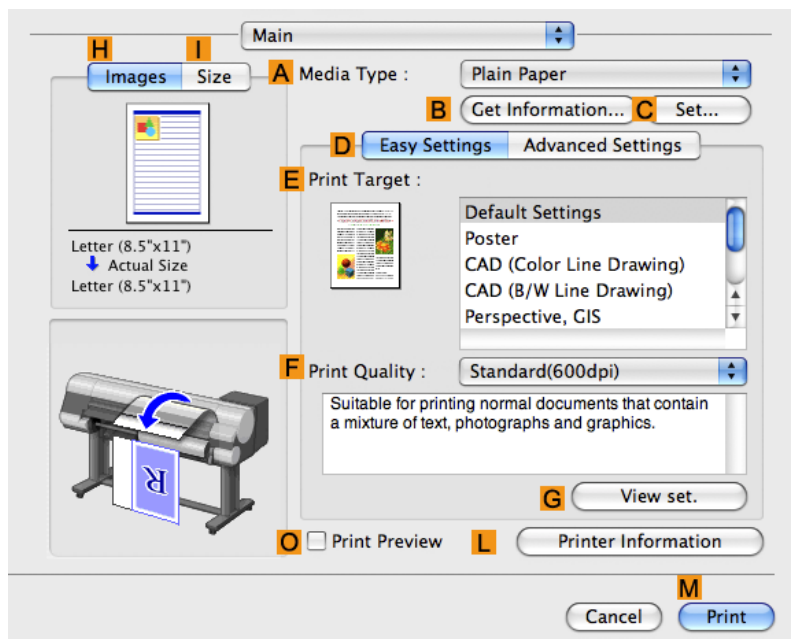 Main
H
I
Images Size
A Media Type : Plain Paper
B Get Information... C Set...
D Easy Settings Advanced Settings
E Print Target :
Default Settings
Poster
CAD (Color Line Drawing)
CAD (B/W Line Drawing)
Perspective, GIS
Letter (8.5"x11")
Actual Size
Letter (8.5"x11")
F Print Quality : Standard(600dpi)
Suitable for printing normal documents that contain
a mixture of text, photographs and graphics.
R
G View set.
O Print Preview L Printer Information
M
Cancel Print